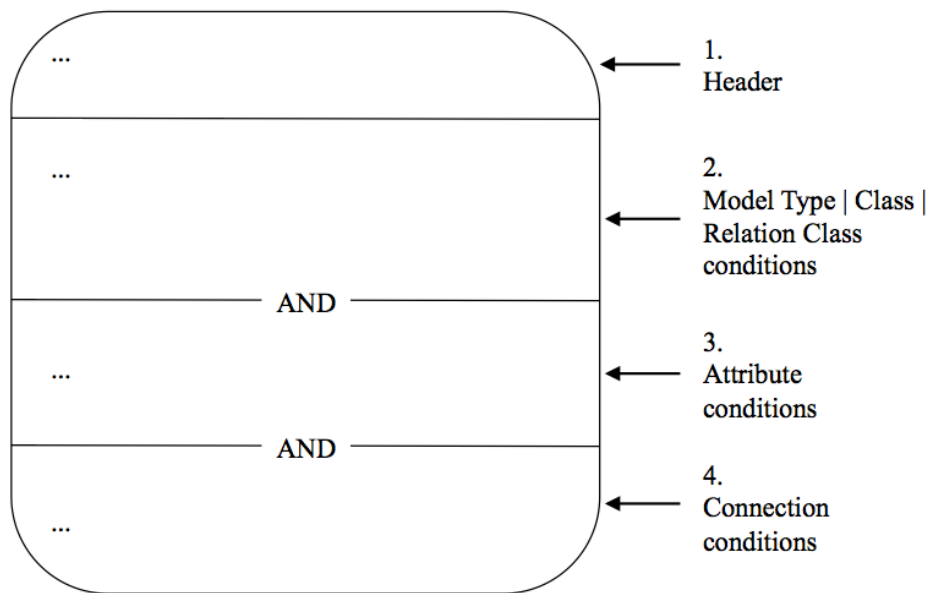 ...
1.
Header
...
2.
Model Type | Class |
Relation Class
conditions
AND
...
3.
Attribute
conditions
AND
...
4.
Connection
conditions